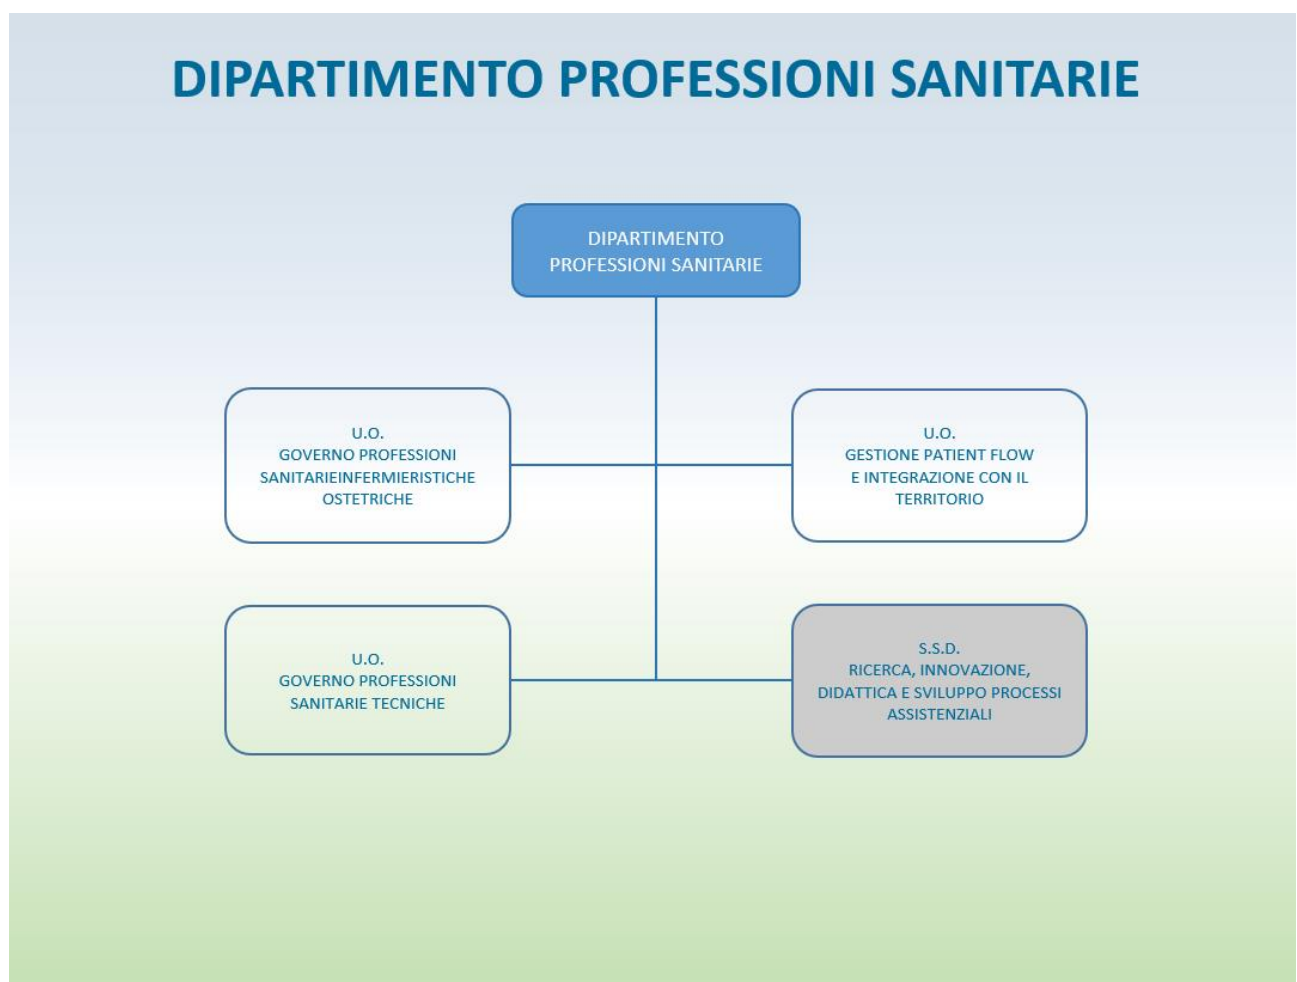 DIPARTIMENTO PROFESSIONI SANITARIE
DIPARTIMENTO
PROFESSIONI SANITARIE
U.O.
GOVERNO PROFESSIONI
SANITARIEINFERMIERISTICHE
OSTETRICHE
U.O.
GESTIONE PATIENT FLOW
E INTEGRAZIONE CON IL
TERRITORIO
U.O.
GOVERNO PROFESSIONI
SANITARIE TECNICHE
S.S.D.
RICERCA, INNOVAZIONE,
DIDATTICA E SVILUPPO PROCESSI
ASSISTENZIALI